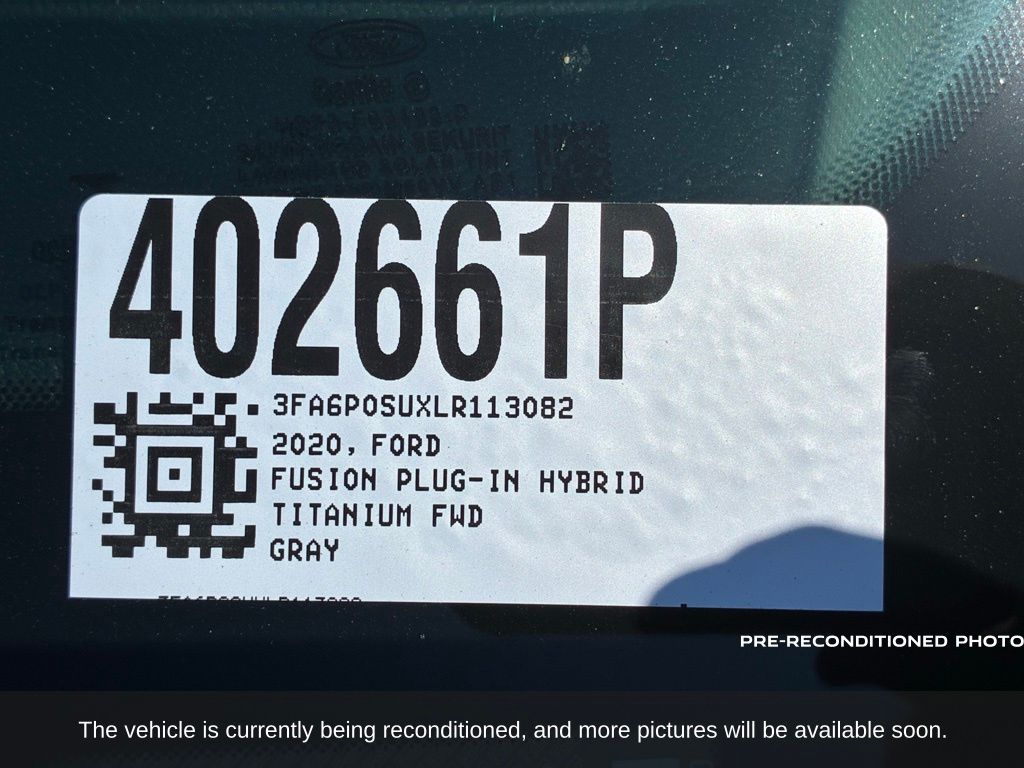 Ford
402661P
3FA6P0SUXLR113082
2020, FORD
FUSION PLUG-IN HYBRID
TITANIUM FWD
GRAY
PRE-RECONDITIONED PHOTO
The vehicle is currently being reconditioned, and more pictures will be available soon.